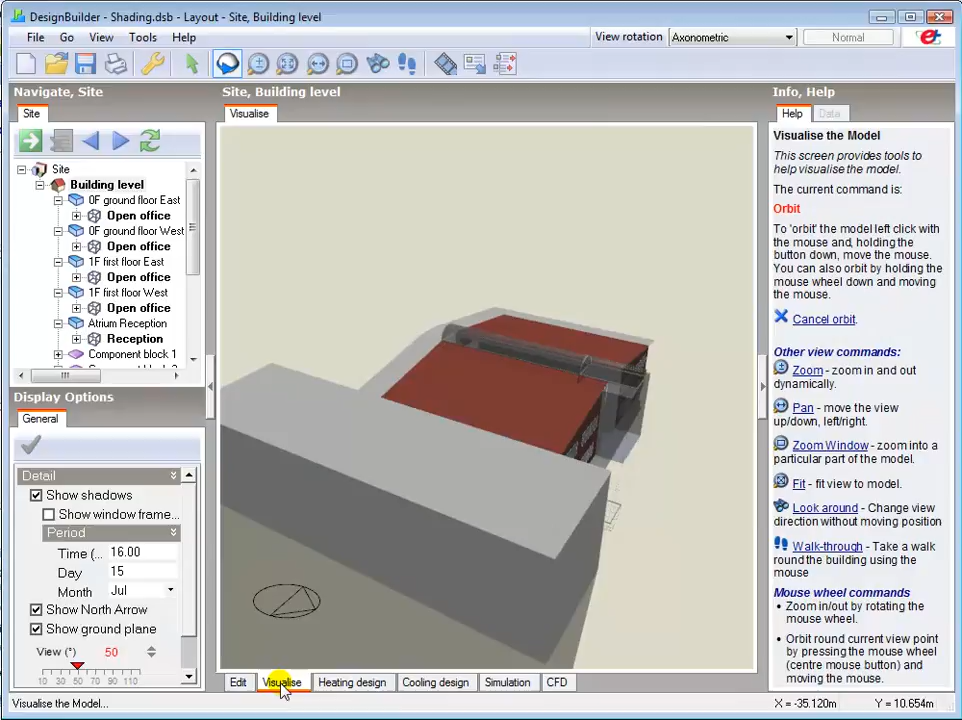 DesignBuilder - Shading.dsb - Layout - Site, Building level
File Go View Tools Help
View rotation Axonometric Normal
Navigate, Site
Site
Site
Building level
0F ground floor East
Open office
0F ground floor West
Open office
1F first floor East
Open office
1F first floor West
Open office
Atrium Reception
Reception
Component block 1
Display Options
General
Detail
Show shadows
Show window frame...
Period
Time (... 16.00
Day 15
Month Jul
Show North Arrow
Show ground plane
View (°) 50
10 30 50 70 90 110
Site, Building level
Visualise
Edit Visualise Heating design Cooling design Simulation CFD
Info, Help
Help Data
Visualise the Model
This screen provides tools to
help visualise the model.
The current command is:
Orbit
To 'orbit' the model left click with
the mouse and, holding the
button down, move the mouse.
You can also orbit by holding the
mouse wheel down and moving
the mouse.
Cancel orbit.
Other view commands:
Zoom - zoom in and out
dynamically.
Pan - move the view
up/down, left/right.
Zoom Window - zoom into a
particular part of the model.
Fit - fit view to model.
Look around - Change view
direction without moving position
Walk-through - Take a walk
round the building using the
mouse
Mouse wheel commands
• Zoom in/out by rotating the
mouse wheel.
• Orbit round current view point
by pressing the mouse wheel
(centre mouse button) and
moving the mouse.
Visualise the Model...
X = -35.120m Y = 10.654m